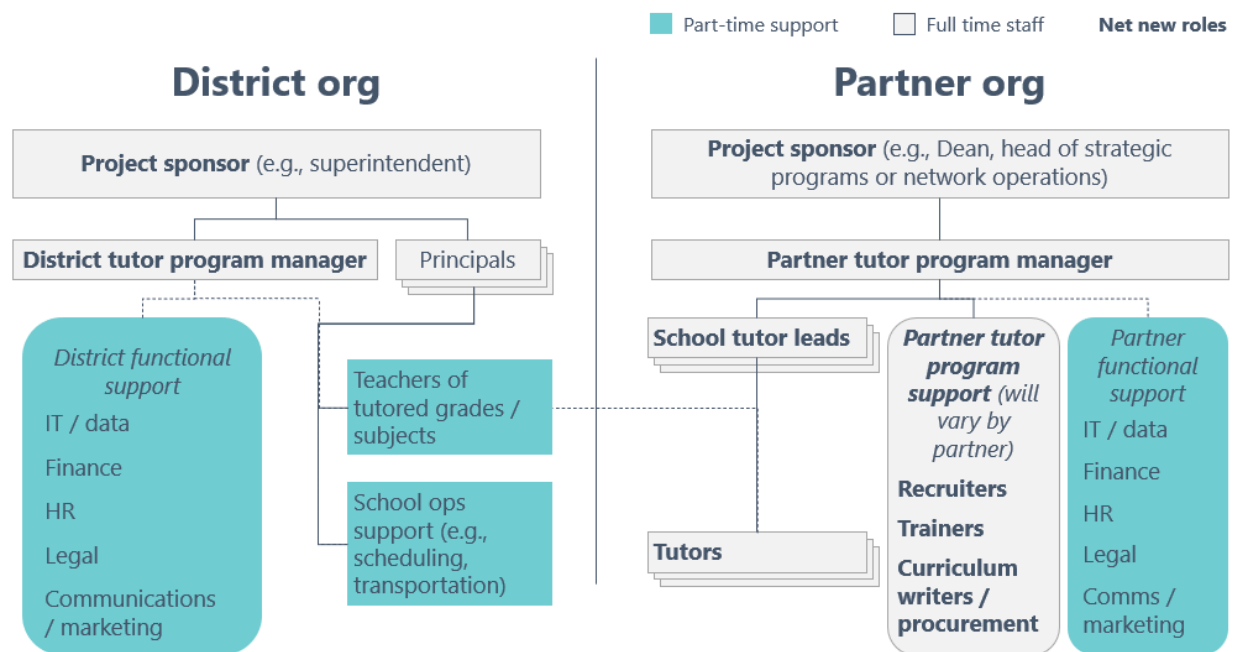 Part-time support
Full time staff
Net new roles
District org
Project sponsor (e.g., superintendent)
District tutor program manager
Principals
District functional
support
IT / data
Finance
HR
Legal
Communications
/ marketing
Teachers of
tutored grades /
subjects
School ops
support (e.g.,
scheduling,
transportation)
Partner org
Project sponsor (e.g., Dean, head of strategic
programs or network operations)
Partner tutor program manager
School tutor leads
Tutors
Partner tutor
program
support (will
vary by
partner)
Recruiters
Trainers
Curriculum
writers /
procurement
Partner
functional
support
IT / data
Finance
HR
Legal
Comms /
marketing